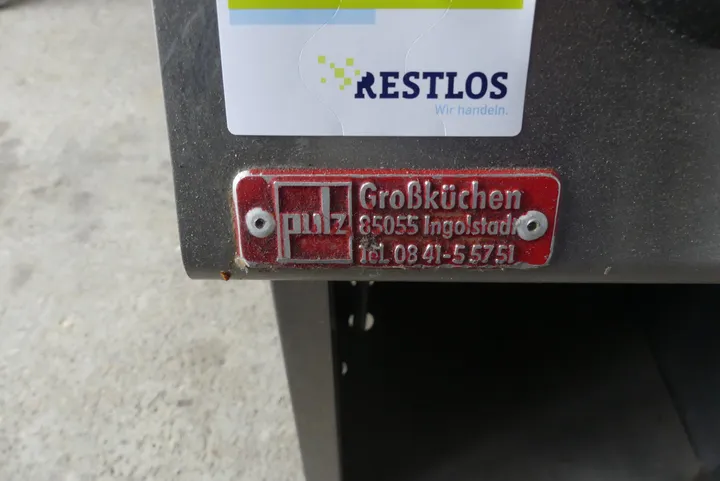 RESTLOS
Wir handeln.
pulz
Großküchen
85055 Ingolstadt
Tel. 08 41-5 57 51